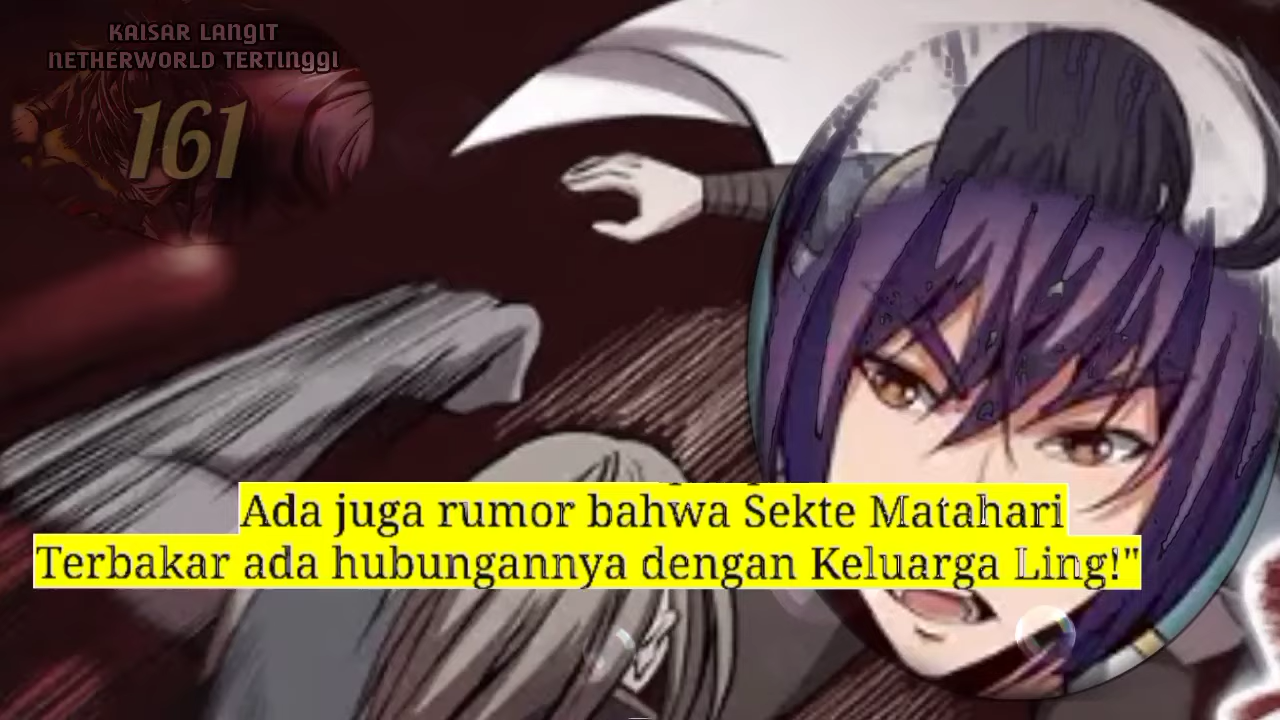 KAISAR LANGIT
NETHERWORLD TERTINGGI
161
Ada juga rumor bahwa Sekte Matahari
Terbakar ada hubungannya dengan Keluarga Ling!"